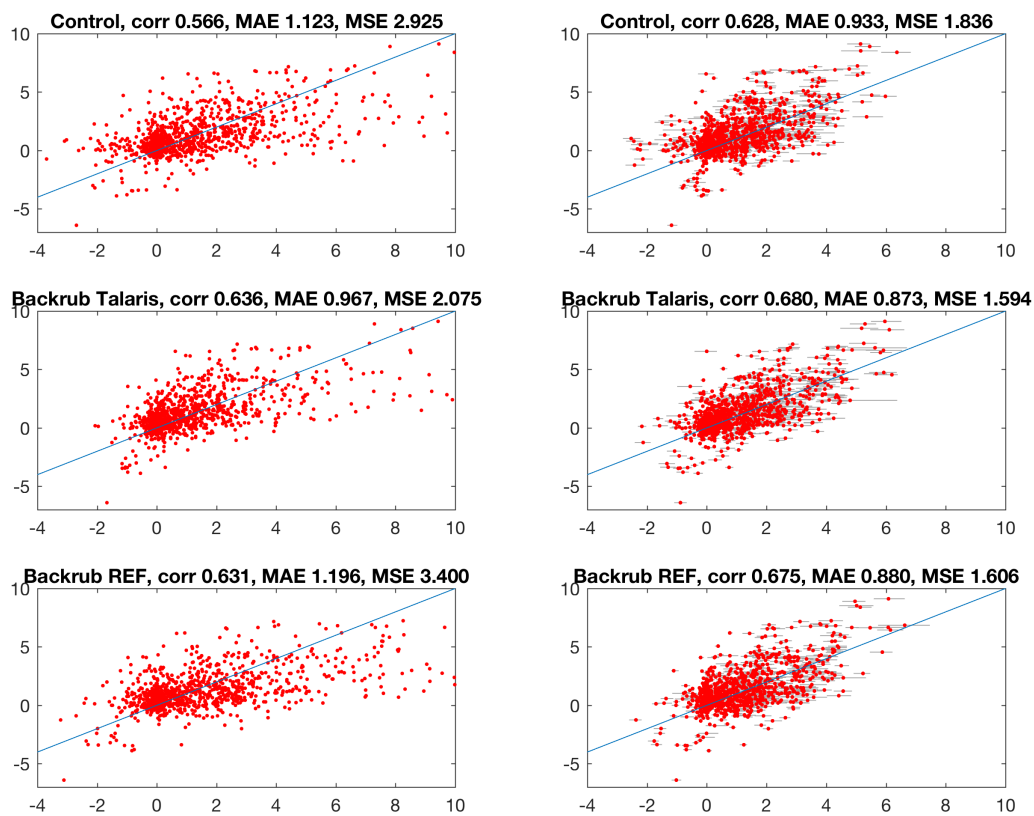 Control, corr 0.566, MAE 1.123, MSE 2.925
10
5
0
-5
-4 -2 0 2 4 6 8 10
Control, corr 0.628, MAE 0.933, MSE 1.836
10
5
0
-5
-4 -2 0 2 4 6 8 10
Backrub Talaris, corr 0.636, MAE 0.967, MSE 2.075
10
5
0
-5
-4 -2 0 2 4 6 8 10
Backrub Talaris, corr 0.680, MAE 0.873, MSE 1.594
10
5
0
-5
-4 -2 0 2 4 6 8 10
Backrub REF, corr 0.631, MAE 1.196, MSE 3.400
10
5
0
-5
-4 -2 0 2 4 6 8 10
Backrub REF, corr 0.675, MAE 0.880, MSE 1.606
10
5
0
-5
-4 -2 0 2 4 6 8 10